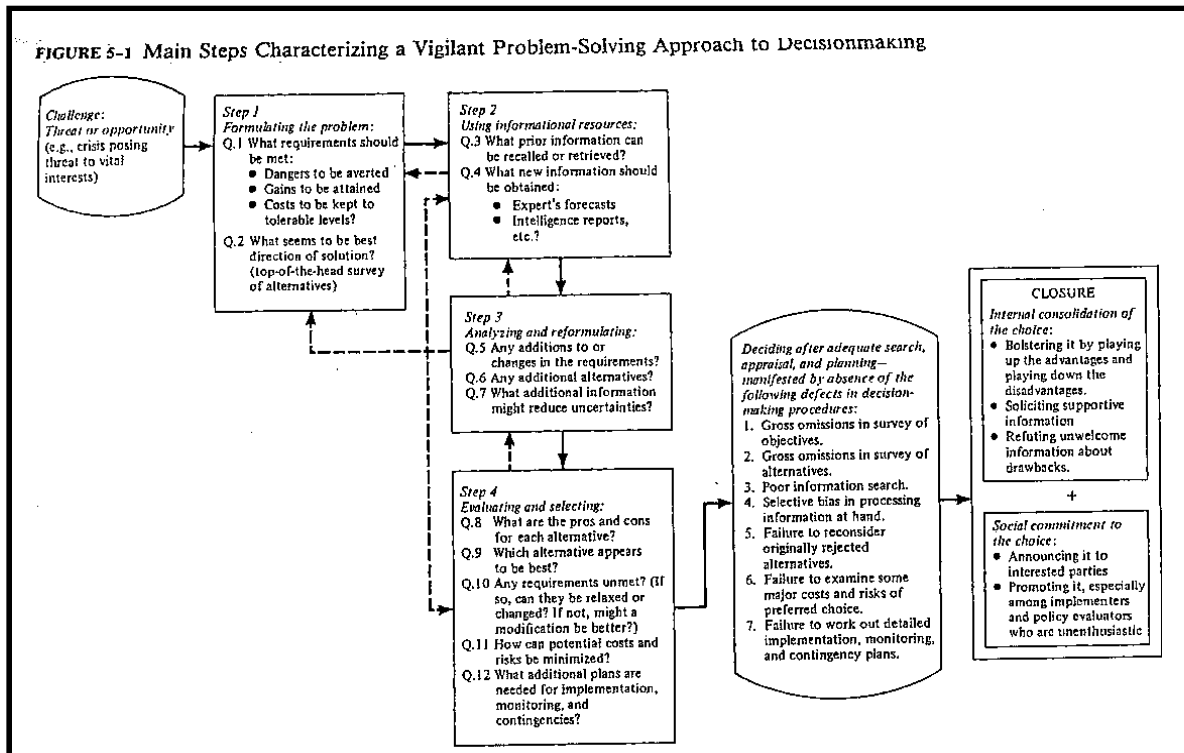 FIGURE 5-1 Main Steps Characterizing a Vigilant Problem-Solving Approach to Decisionmaking
Challenge:
Threat or opportunity
(e.g., crisis posing
threat to vital
interests)
Step 1
Formulating the problem:
Q.1 What requirements should
be met:
● Dangers to be averted
● Gains to be attained
● Costs to be kept to
tolerable levels?
Q.2 What seems to be best
direction of solution?
(top-of-the-head survey
of alternatives)
Step 2
Using informational resources:
Q.3 What prior information can
be recalled or retrieved?
Q.4 What new information should
be obtained:
● Expert's forecasts
● Intelligence reports,
etc.?
Step 3
Analyzing and reformulating:
Q.5 Any additions to or
changes in the requirements?
Q.6 Any additional alternatives?
Q.7 What additional information
might reduce uncertainties?
Step 4
Evaluating and selecting:
Q.8 What are the pros and cons
for each alternative?
Q.9 Which alternative appears
to be best?
Q.10 Any requirements unmet? (If
so, can they be relaxed or
changed? If not, might a
modification be better?)
Q.11 How can potential costs and
risks be minimized?
Q.12 What additional plans are
needed for implementation,
monitoring, and
contingencies?
Deciding after adequate search,
appraisal, and planning—
manifested by absence of the
following defects in decision-
making procedures:
1. Gross omissions in survey of
objectives.
2. Gross omissions in survey of
alternatives.
3. Poor information search.
4. Selective bias in processing
information at hand.
5. Failure to reconsider
originally rejected
alternatives.
6. Failure to examine some
major costs and risks of
preferred choice.
7. Failure to work out detailed
implementation, monitoring,
and contingency plans.
CLOSURE
Internal consolidation of
the choice:
● Bolstering it by playing
up the advantages and
playing down the
disadvantages.
● Soliciting supportive
information
● Refuting unwelcome
information about
drawbacks.
+
Social commitment to
the choice:
● Announcing it to
interested parties
● Promoting it, especially
among implementers
and policy evaluators
who are unenthusiastic